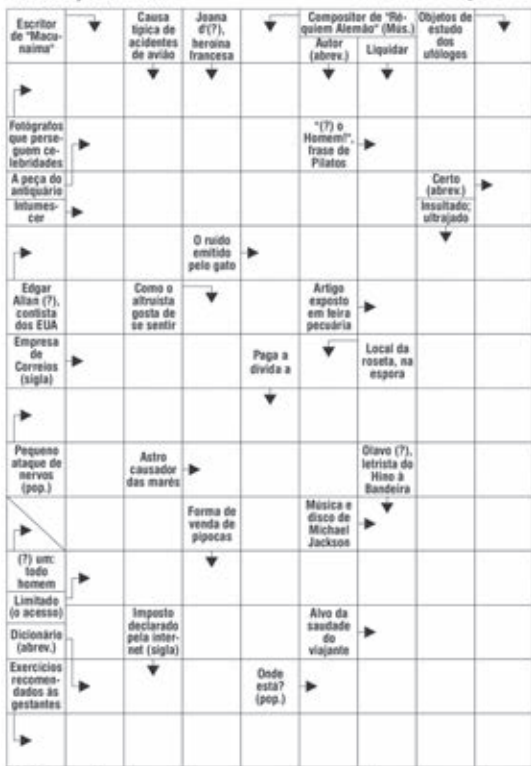 Escritor
de "Macu-
naíma"
Causa
típica de
acidentes
de avião
Joana
d'(?),
heroína
francesa
Compositor de "Ré-
quiem Alemão" (Mús.)
Autor
(abrev.)
Liquidar
Objetos de
estudo
dos
ufólogos
Fotógrafos
que perse-
guem ce-
lebridades
"(?) o
Homem!",
frase de
Pilatos
A peça do
antiquário
Intumes-
cer
Certo
(abrev.)
Insultado;
ultrajado
O ruído
emitido
pelo gato
Edgar
Allan (?),
contista
dos EUA
Como o
altruísta
gosta de
se sentir
Artigo
exposto
em feira
pecuária
Empresa
de
Correios
(sigla)
Paga a
dívida a
Local da
roseta, na
espora
Pequeno
ataque de
nervos
(pop.)
Astro
causador
das marés
Olavo (?),
letrista do
Hino à
Bandeira
Forma de
venda de
pipocas
Música e
disco de
Michael
Jackson
(?) um:
todo
homem
Limitado
(o acesso)
Dicionário
(abrev.)
Imposto
declarado
pela inter-
net (sigla)
Alvo da
saudade
do
viajante
Exercícios
recomen-
dados às
gestantes
Onde
está?
(pop.)